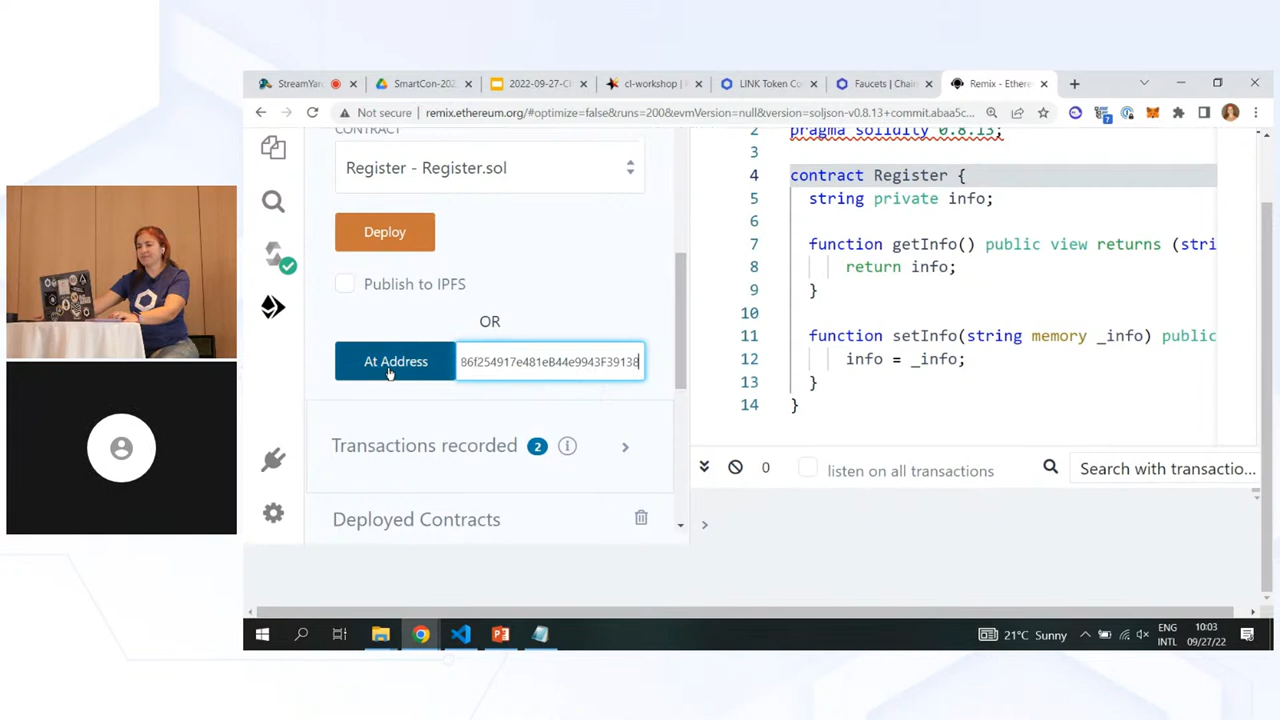 StreamYar
SmartCon-202
2022-09-27-C
cl-workshop |
LINK Token Co
Faucets | Chain
Remix - Ethere
Not secure
remix.ethereum.org/#optimize=false&runs=200&evmVersion=null&version=soljson-v0.8.13+commit.abaa5c...
7
CONTRACT
Register - Register.sol
Deploy
Publish to IPFS
OR
At Address
86f254917e481eB44e9943F39138
Transactions recorded 2
Deployed Contracts
2 pragma solidity 0.8.13;
3
4 contract Register {
5 string private info;
6
7 function getInfo() public view returns (stri
8 return info;
9 }
10
11 function setInfo(string memory _info) public
12 info = _info;
13 }
14 }
0
listen on all transactions
Search with transactio...
>
21°C Sunny
ENG
INTL
10:03
09/27/22